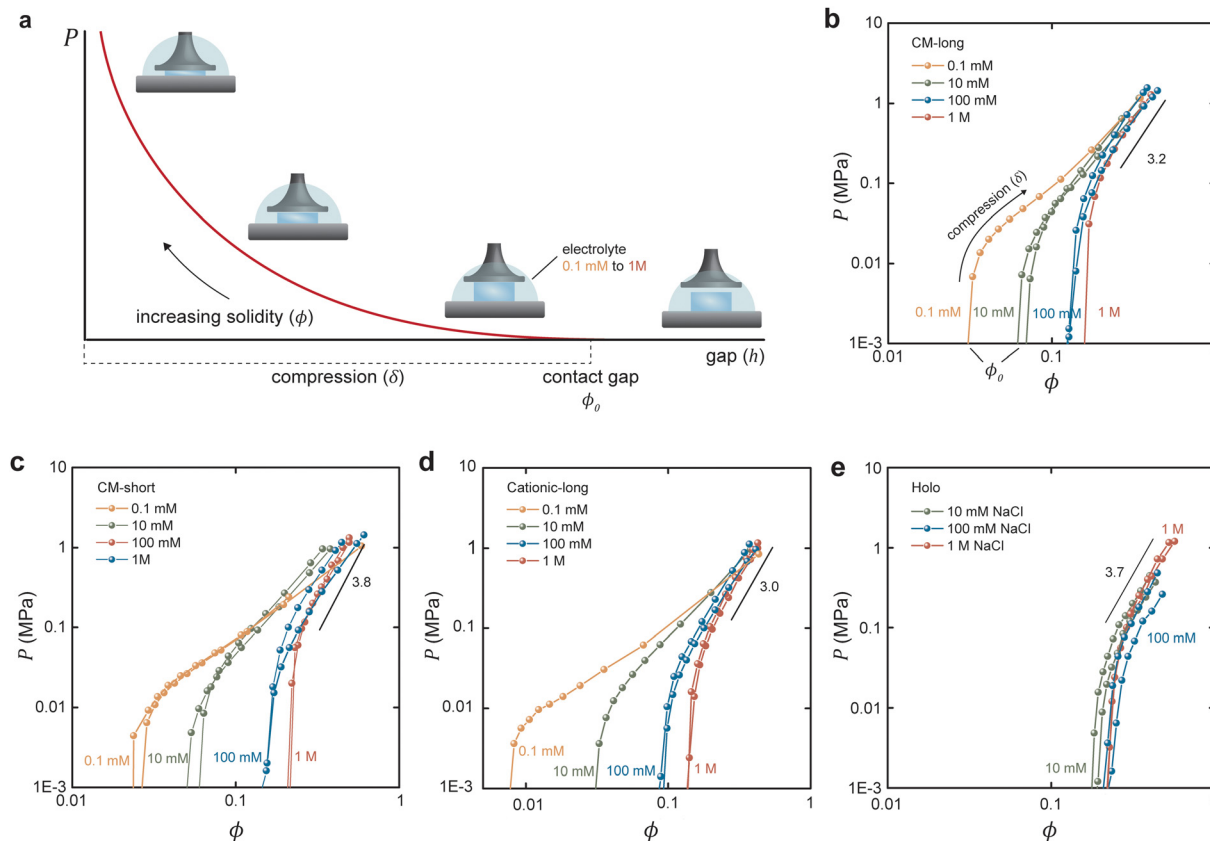 a
P
electrolyte
0.1 mM to 1M
increasing solidity (ϕ)
gap (h)
compression (δ)
contact gap
ϕ₀
b
10
1
0.1
0.01
1E-3
P (MPa)
CM-long
0.1 mM
10 mM
100 mM
1 M
3.2
compression (δ)
0.1 mM
10 mM
100 mM
1 M
0.01
0.1
1
ϕ₀
ϕ
c
10
1
0.1
0.01
1E-3
P (MPa)
CM-short
0.1 mM
10 mM
100 mM
1M
3.8
0.1 mM
10 mM
100 mM
1 M
0.01
0.1
1
ϕ
d
10
1
0.1
0.01
1E-3
P (MPa)
Cationic-long
0.1 mM
10 mM
100 mM
1 M
3.0
0.1 mM
10 mM
100 mM
1 M
0.01
0.1
1
ϕ
e
10
1
0.1
0.01
1E-3
P (MPa)
Holo
10 mM NaCl
100 mM NaCl
1 M NaCl
1 M
3.7
100 mM
10 mM
0.01
0.1
1
ϕ